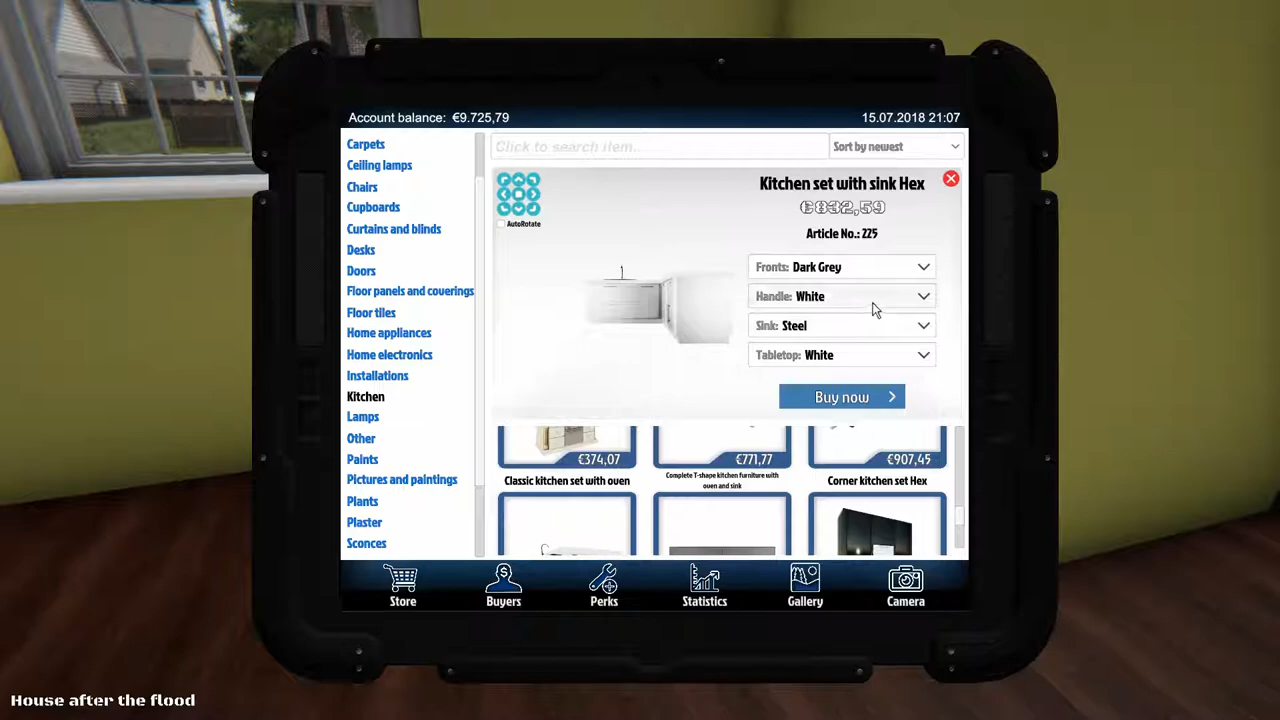 Account balance: €9.725,79
15.07.2018 21:07
Carpets
Ceiling lamps
Chairs
Cupboards
Curtains and blinds
Desks
Doors
Floor panels and coverings
Floor tiles
Home appliances
Home electronics
Installations
Kitchen
Lamps
Other
Paints
Pictures and paintings
Plants
Plaster
Sconces
Click to search item.
Sort by newest
AutoRotate
Kitchen set with sink Hex
€832,59
Article No.: 225
Fronts: Dark Grey
Handle: White
Sink: Steel
Tabletop: White
Buy now
€374,07
€771,77
€907,45
Classic kitchen set with oven
Complete T-shape kitchen furniture with
oven and sink
Corner kitchen set Hex
Store
Buyers
Perks
Statistics
Gallery
Camera
House after the flood